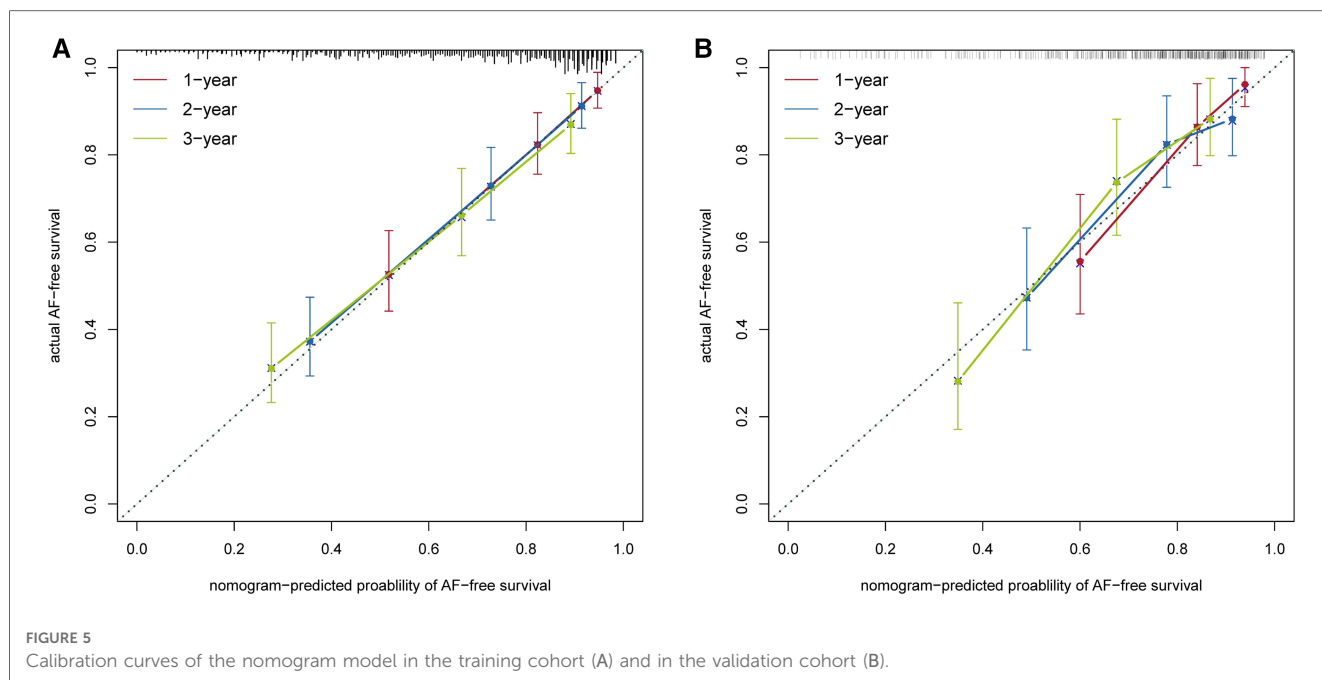 A
1−year
2−year
3−year
actual AF−free survival
1.0
0.8
0.6
0.4
0.2
0.0
0.0 0.2 0.4 0.6 0.8 1.0
nomogram−predicted proablility of AF−free survival
B
1−year
2−year
3−year
actual AF−free survival
1.0
0.8
0.6
0.4
0.2
0.0
0.0 0.2 0.4 0.6 0.8 1.0
nomogram−predicted proablility of AF−free survival
FIGURE 5
Calibration curves of the nomogram model in the training cohort (A) and in the validation cohort (B).